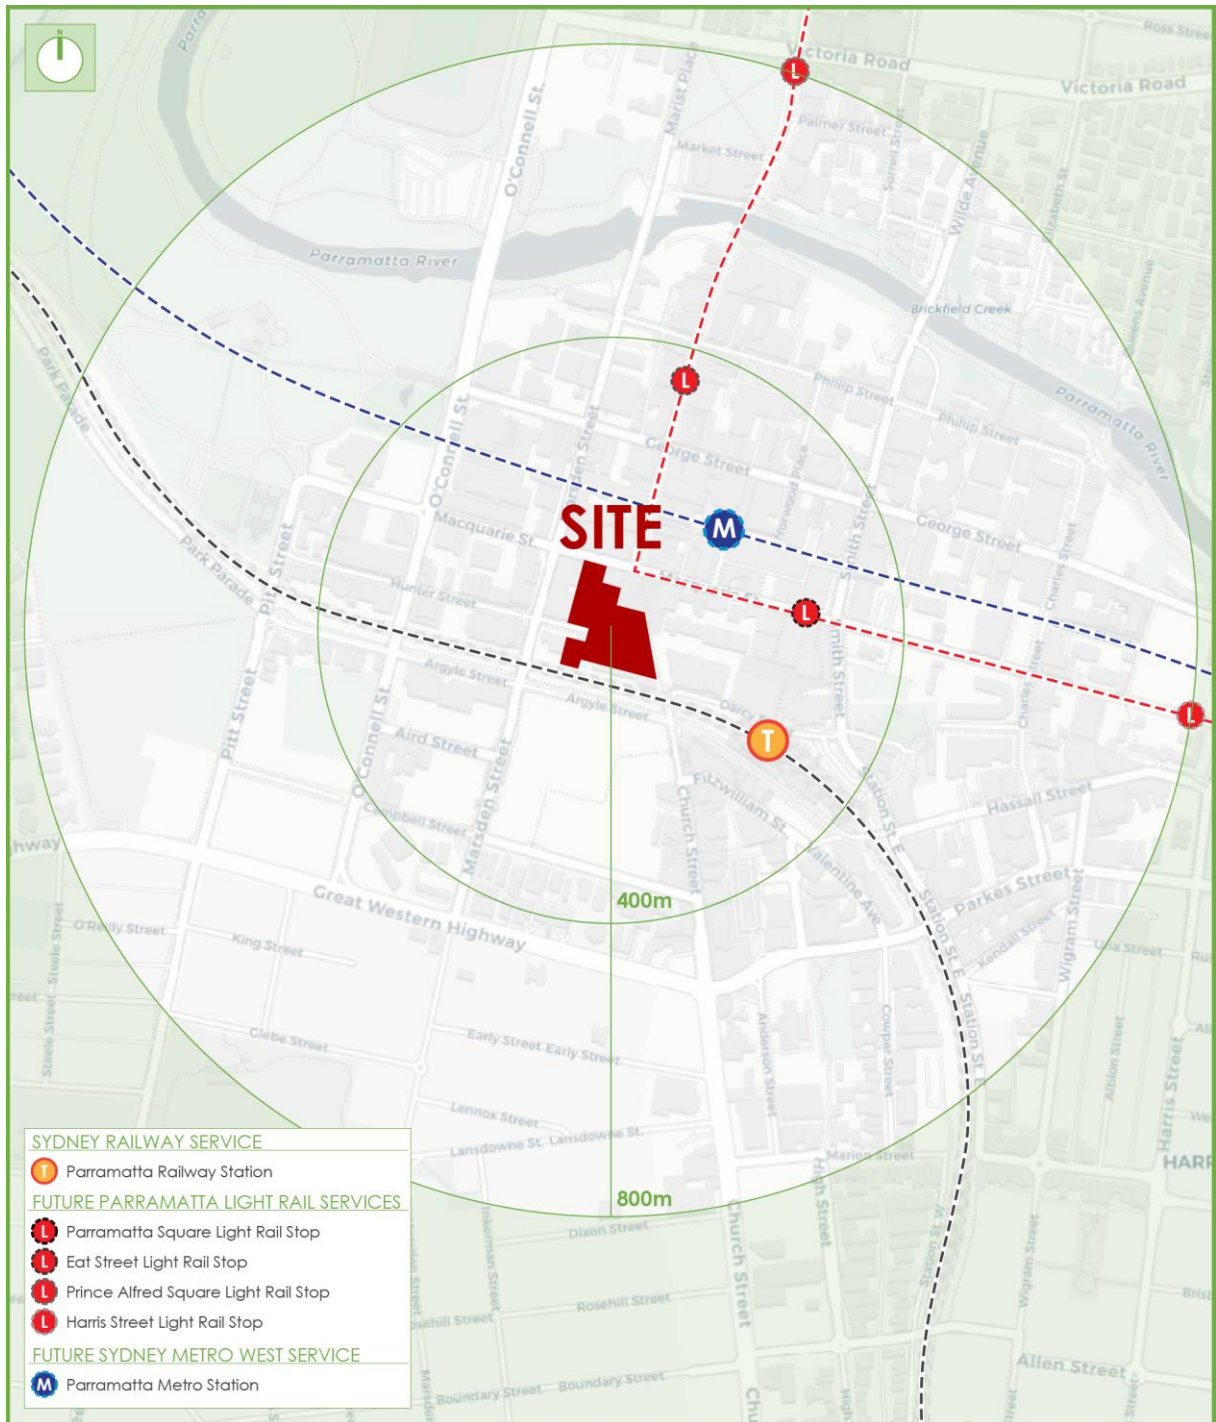 N
Ross Street
Victoria Road
Victoria Road
L
Parra
O'Connell St.
Marist Place
Palmer Street
Market Street
Sorrell Street
Wilde Avenue
Elizabeth St.
Parramatta River
Brickfield Creek
Park Parade
L
Phillip Street
Phillip Street
Parramatta River
O'Connell St.
George Street
George Street
Horwood Place
Smith Street
Charles Street
M
Macquarie St.
SITE
Park Parade
Pitt Street
Hunter Street
L
Argyle Street
Argyle Street
Darcy
T
L
Pitt Street
Aird Street
Marsden Street
Campbell Street
Church Street
Fitzwilliam St.
Valentine Ave.
Station St. E
Hassall Street
Great Western Highway
400m
Parkes Street
Kendall Street
Wigram Street
O'Reilly Street
King Street
Steele Street
Steele Street
Station St. E
Station St. E
Glebe Street
Early Street
Early Street
Anderson Street
Cowper Street
Albion Street
Harris Street
Lennox Street
Lansdowne St.
Lansdowne St.
Marion Street
High Street
800m
Church Street
Inkerman Street
Dixon Street
Station St. W
Wigram Street
Rosehill Street
Boundary Street
Boundary Street
Allen Street
SYDNEY RAILWAY SERVICE
T Parramatta Railway Station
FUTURE PARRAMATTA LIGHT RAIL SERVICES
L Parramatta Square Light Rail Stop
L Eat Street Light Rail Stop
L Prince Alfred Square Light Rail Stop
L Harris Street Light Rail Stop
FUTURE SYDNEY METRO WEST SERVICE
M Parramatta Metro Station